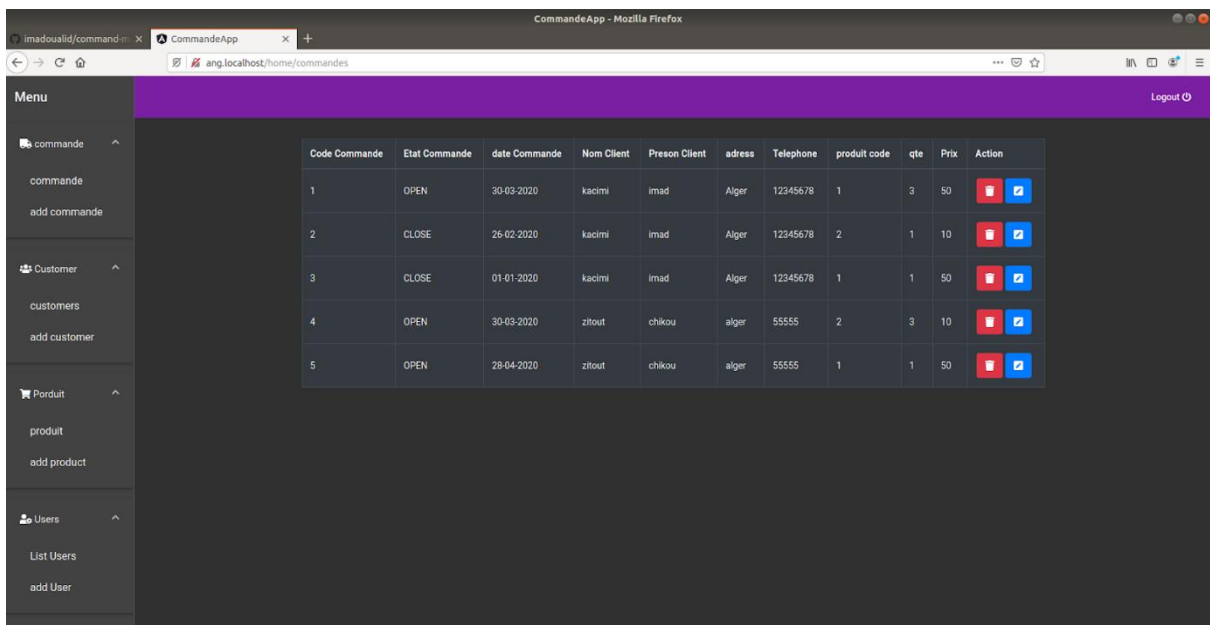 CommandeApp - Mozilla Firefox
imadoualid/command-m
CommandeApp
ang.localhost/home/commandes
Menu
Logout
commande
commande
add commande
Customer
customers
add customer
Porduit
produit
add product
Users
List Users
add User
Code Commande Etat Commande date Commande Nom Client Preson Client adress Telephone produit code qte Prix Action
1 OPEN 30-03-2020 kacimi imad Alger 12345678 1 3 50
2 CLOSE 26-02-2020 kacimi imad Alger 12345678 2 1 10
3 CLOSE 01-01-2020 kacimi imad Alger 12345678 1 1 50
4 OPEN 30-03-2020 zitout chikou alger 55555 2 3 10
5 OPEN 28-04-2020 zitout chikou alger 55555 1 1 50